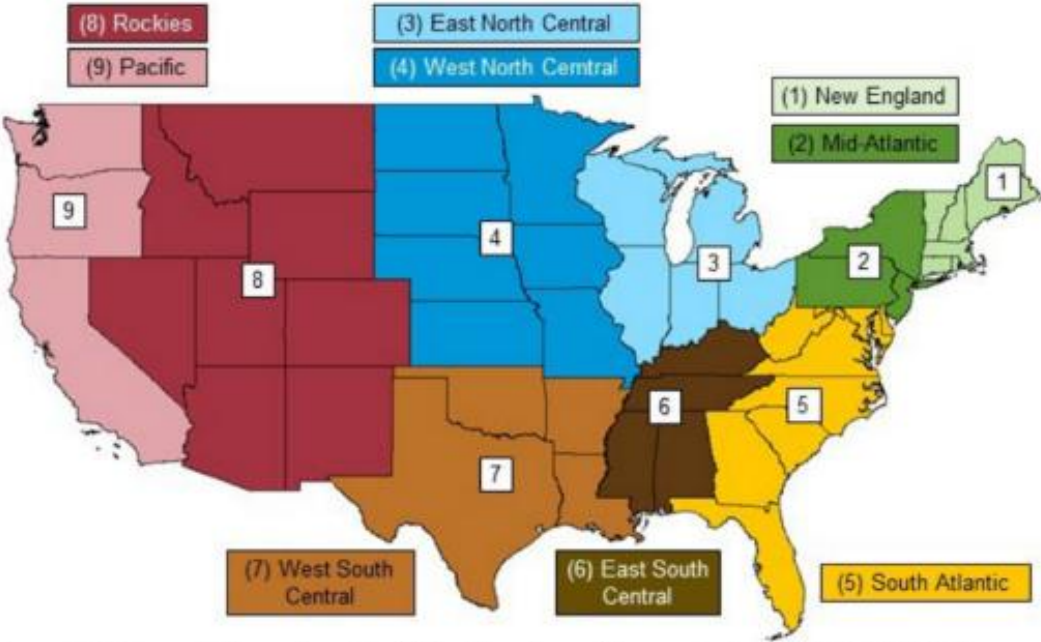 (8) Rockies
(3) East North Central
(9) Pacific
(4) West North Cemtral
(1) New England
(2) Mid-Atlantic
1
9
4
2
3
8
6
5
7
(7) West South
Central
(6) East South
Central
(5) South Atlantic